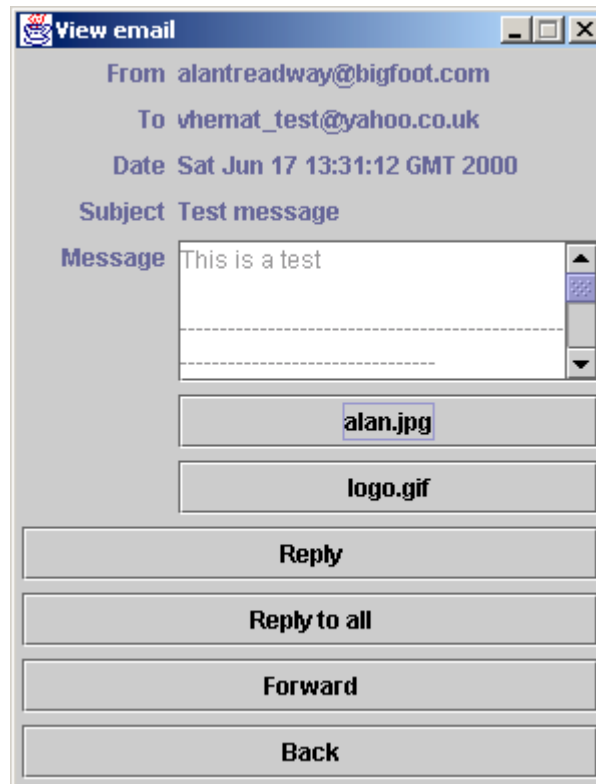 View email
From alantreadway@bigfoot.com
To vhemat_test@yahoo.co.uk
Date Sat Jun 17 13:31:12 GMT 2000
Subject Test message
Message This is a test
------------------------------------------------
--------------------------------
alan.jpg
logo.gif
Reply
Reply to all
Forward
Back